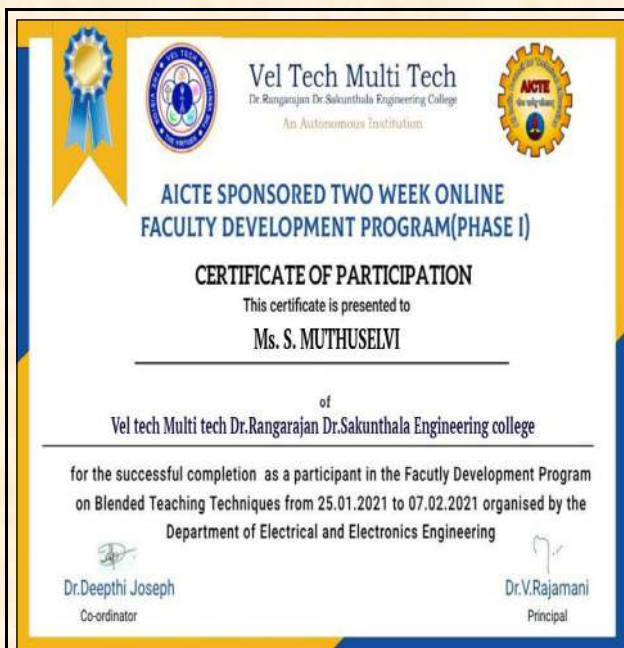 Vel Tech Multi Tech
Dr.Rangarajan Dr.Sakunthala Engineering College
An Autonomous Institution
AICTE
AICTE SPONSORED TWO WEEK ONLINE
FACULTY DEVELOPMENT PROGRAM(PHASE I)
CERTIFICATE OF PARTICIPATION
This certificate is presented to
Ms. S. MUTHUSELVI
of
Vel tech Multi tech Dr.Rangarajan Dr.Sakunthala Engineering college
for the successful completion as a participant in the Facutly Development Program
on Blended Teaching Techniques from 25.01.2021 to 07.02.2021 organised by the
Department of Electrical and Electronics Engineering
Dr.Deepthi Joseph
Dr.V.Rajamani
Co-ordinator
Principal